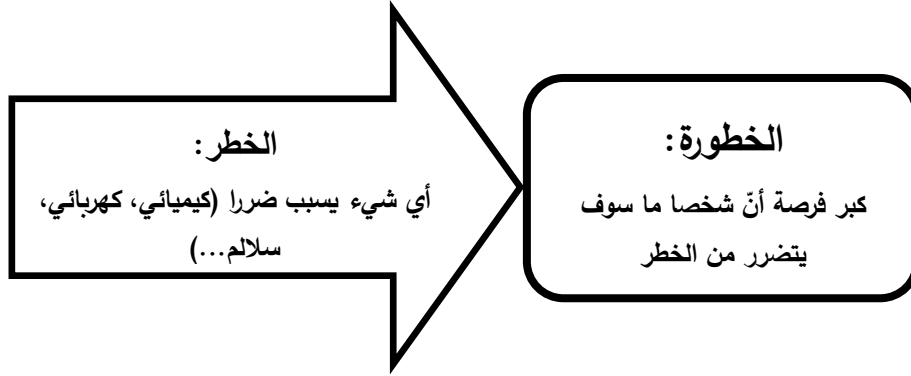 الخطر:
أي شيء يسبب ضررا (كيميائي، كهربائي،
سلالم...)
الخطورة:
كبر فرصة أنّ شخصا ما سوف
يتضرر من الخطر